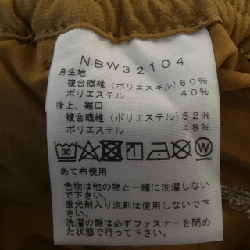 NBW32104
身生地
複合繊維(ポリエステル) 60%
ポリエステル 40%
後上、裾口
複合繊維(ポリエステル) 52%
ポリエステル 48%
あて布使用
色物は他の物と一緒に洗濯しない
で下さい。
蛍光剤入り洗剤は使用しないで
下さい。
洗濯の際は必ずファスナーを閉め
た状態で行って下さい。